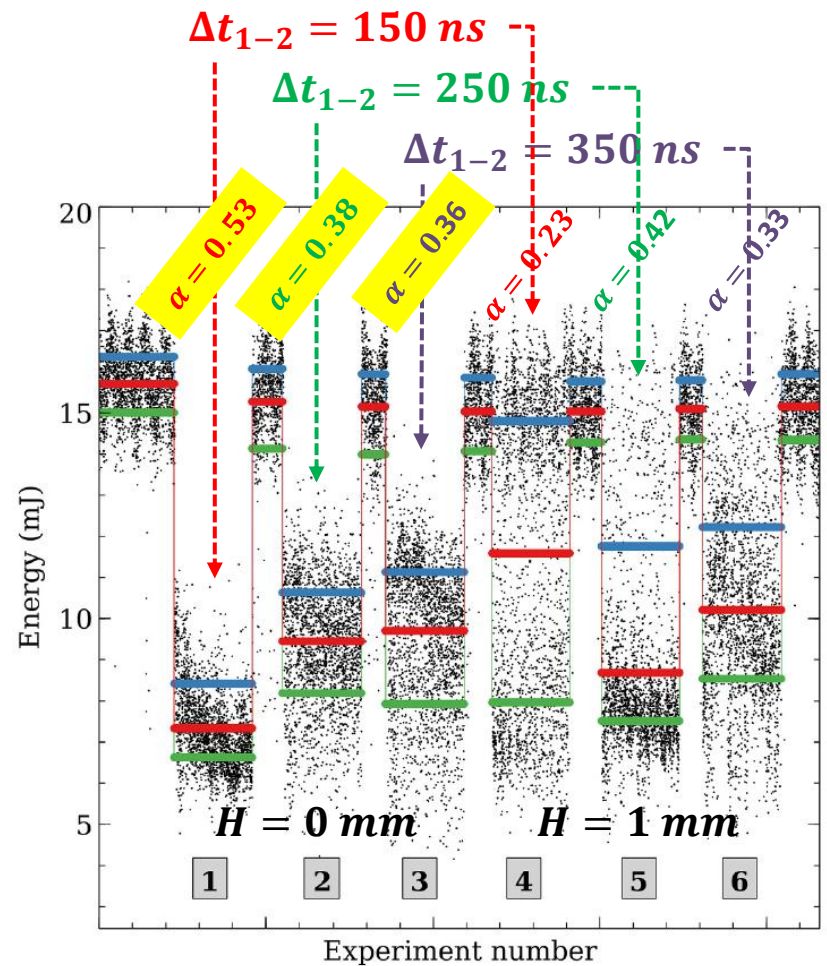 Δt₁₋₂ = 150 ns
Δt₁₋₂ = 250 ns
Δt₁₋₂ = 350 ns
α = 0.53
α = 0.38
α = 0.36
α = 0.23
α = 0.42
α = 0.33
20
15
10
5
Energy (mJ)
H = 0 mm
H = 1 mm
1 2 3 4 5 6
Experiment number